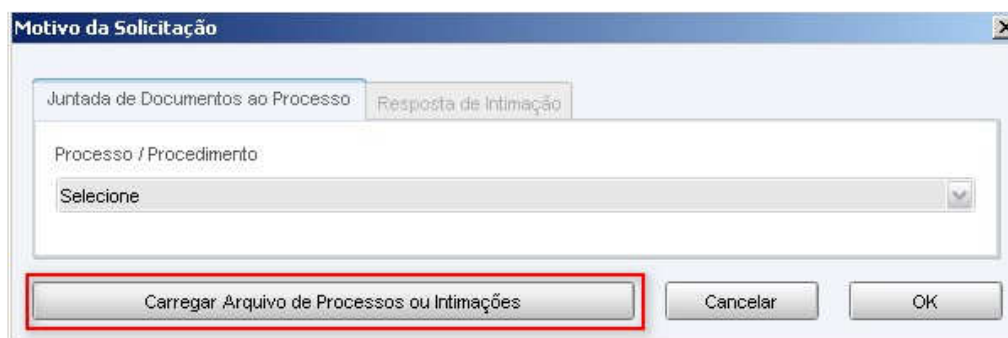 Motivo da Solicitação
Juntada de Documentos ao Processo Resposta de Intimação
Processo / Procedimento
Selecione
Carregar Arquivo de Processos ou Intimações Cancelar OK